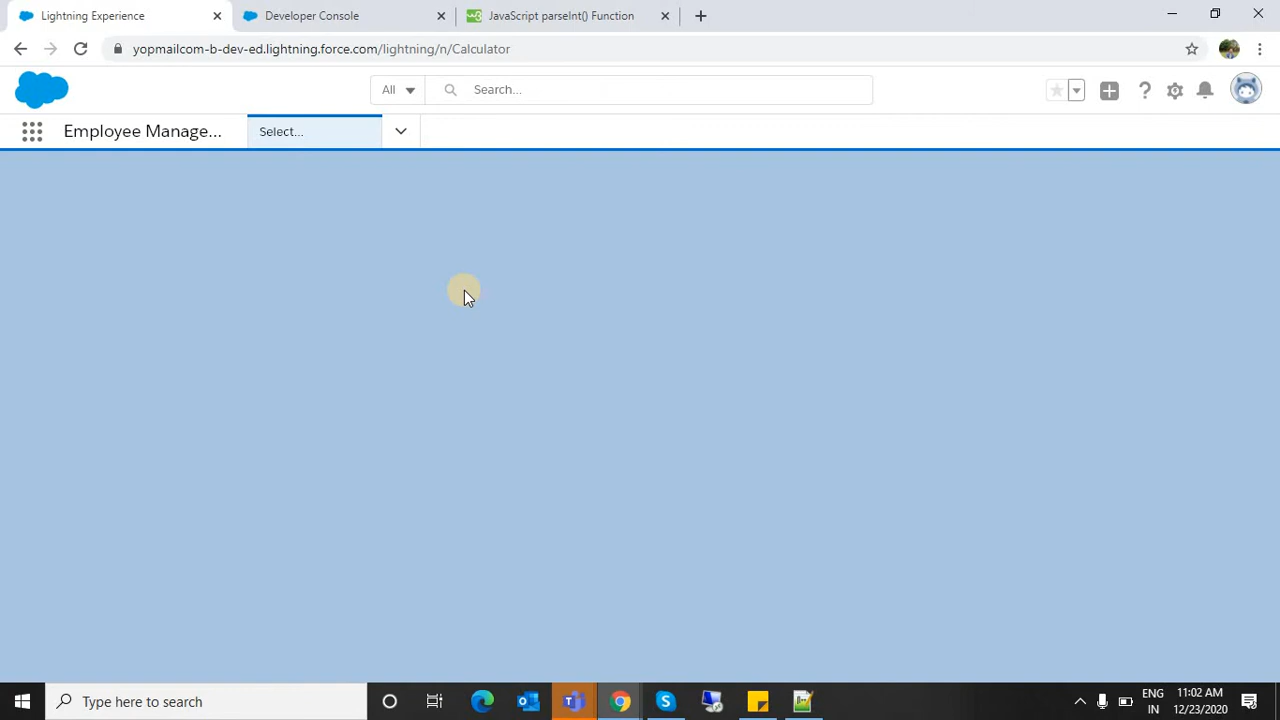 Lightning Experience
Developer Console
JavaScript parseInt() Function
yopmailcom-b-dev-ed.lightning.force.com/lightning/n/Calculator
All
Search...
Employee Manage...
Select...
Type here to search
ENG
IN
11:02 AM
12/23/2020